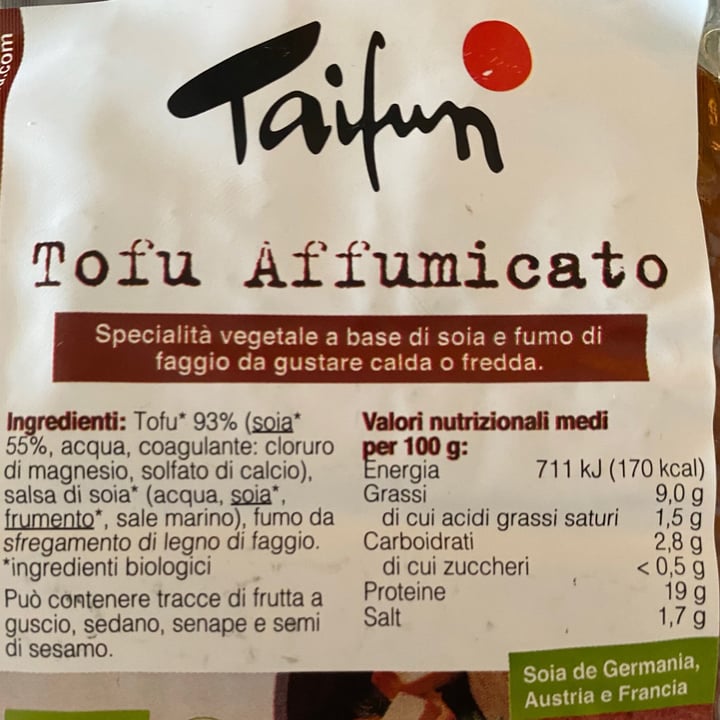 Taifun
Tofu Affumicato
Specialità vegetale a base di soia e fumo di
faggio da gustare calda o fredda.
Ingredienti: Tofu* 93% (soia*
55%, acqua, coagulante: cloruro
di magnesio, solfato di calcio),
salsa di soia* (acqua, soia*,
frumento*, sale marino), fumo da
sfregamento di legno di faggio.
*ingredienti biologici
Può contenere tracce di frutta a
guscio, sedano, senape e semi
di sesamo.
Valori nutrizionali medi
per 100 g:
Energia 711 kJ (170 kcal)
Grassi 9,0 g
di cui acidi grassi saturi 1,5 g
Carboidrati 2,8 g
di cui zuccheri < 0,5 g
Proteine 19 g
Salt 1,7 g
Soia de Germania,
Austria e Francia